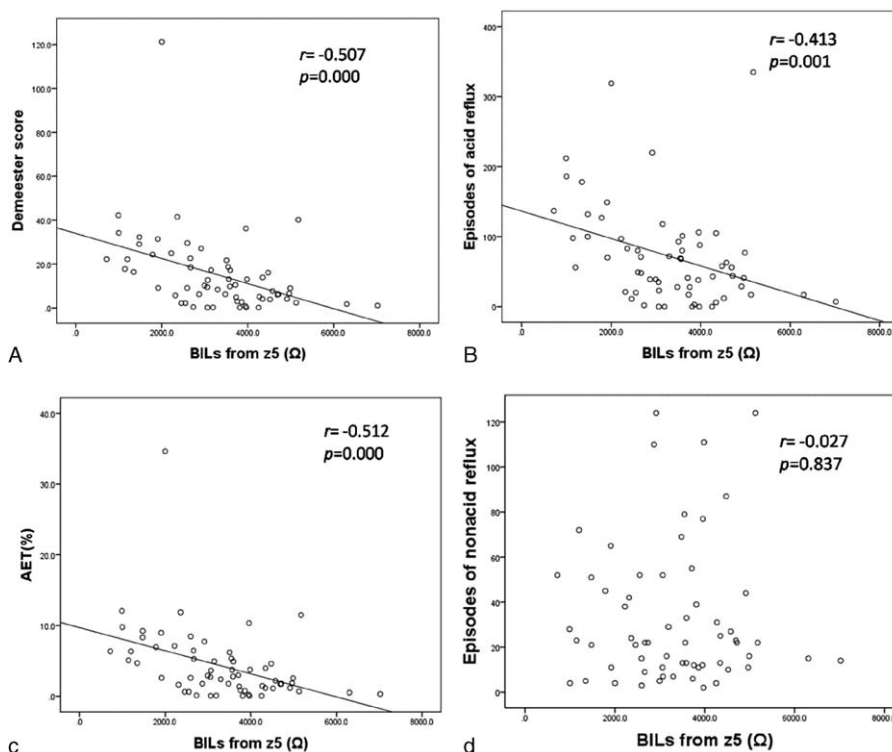 r= -0.507
p=0.000
Demeester score
120.0
100.0
80.0
60.0
40.0
20.0
.0
.0 2000.0 4000.0 6000.0 8000.0
BILs from z5 (Ω)
A
r= -0.413
p=0.001
Episodes of acid reflux
400
300
200
100
0
.0 2000.0 4000.0 6000.0 8000.0
BILs from z5 (Ω)
B
r= -0.512
p=0.000
AET(%)
40.0
30.0
20.0
10.0
.0
.0 2000.0 4000.0 6000.0 8000.0
BILs from z5 (Ω)
c
r= -0.027
p=0.837
Episodes of nonacid reflux
120
100
80
60
40
20
0
.0 2000.0 4000.0 6000.0 8000.0
BILs from z5 (Ω)
d